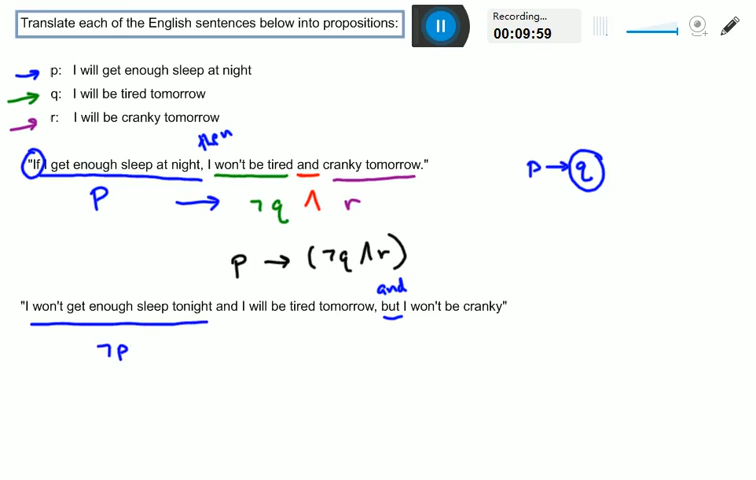 Translate each of the English sentences below into propositions:
Recording...
00:09:59
p: I will get enough sleep at night
q: I will be tired tomorrow
r: I will be cranky tomorrow
then
"If I get enough sleep at night, I won't be tired and cranky tomorrow."
p → q
P → ¬q ∧ r
p → (¬q ∧ r)
and
"I won't get enough sleep tonight and I will be tired tomorrow, but I won't be cranky"
¬p